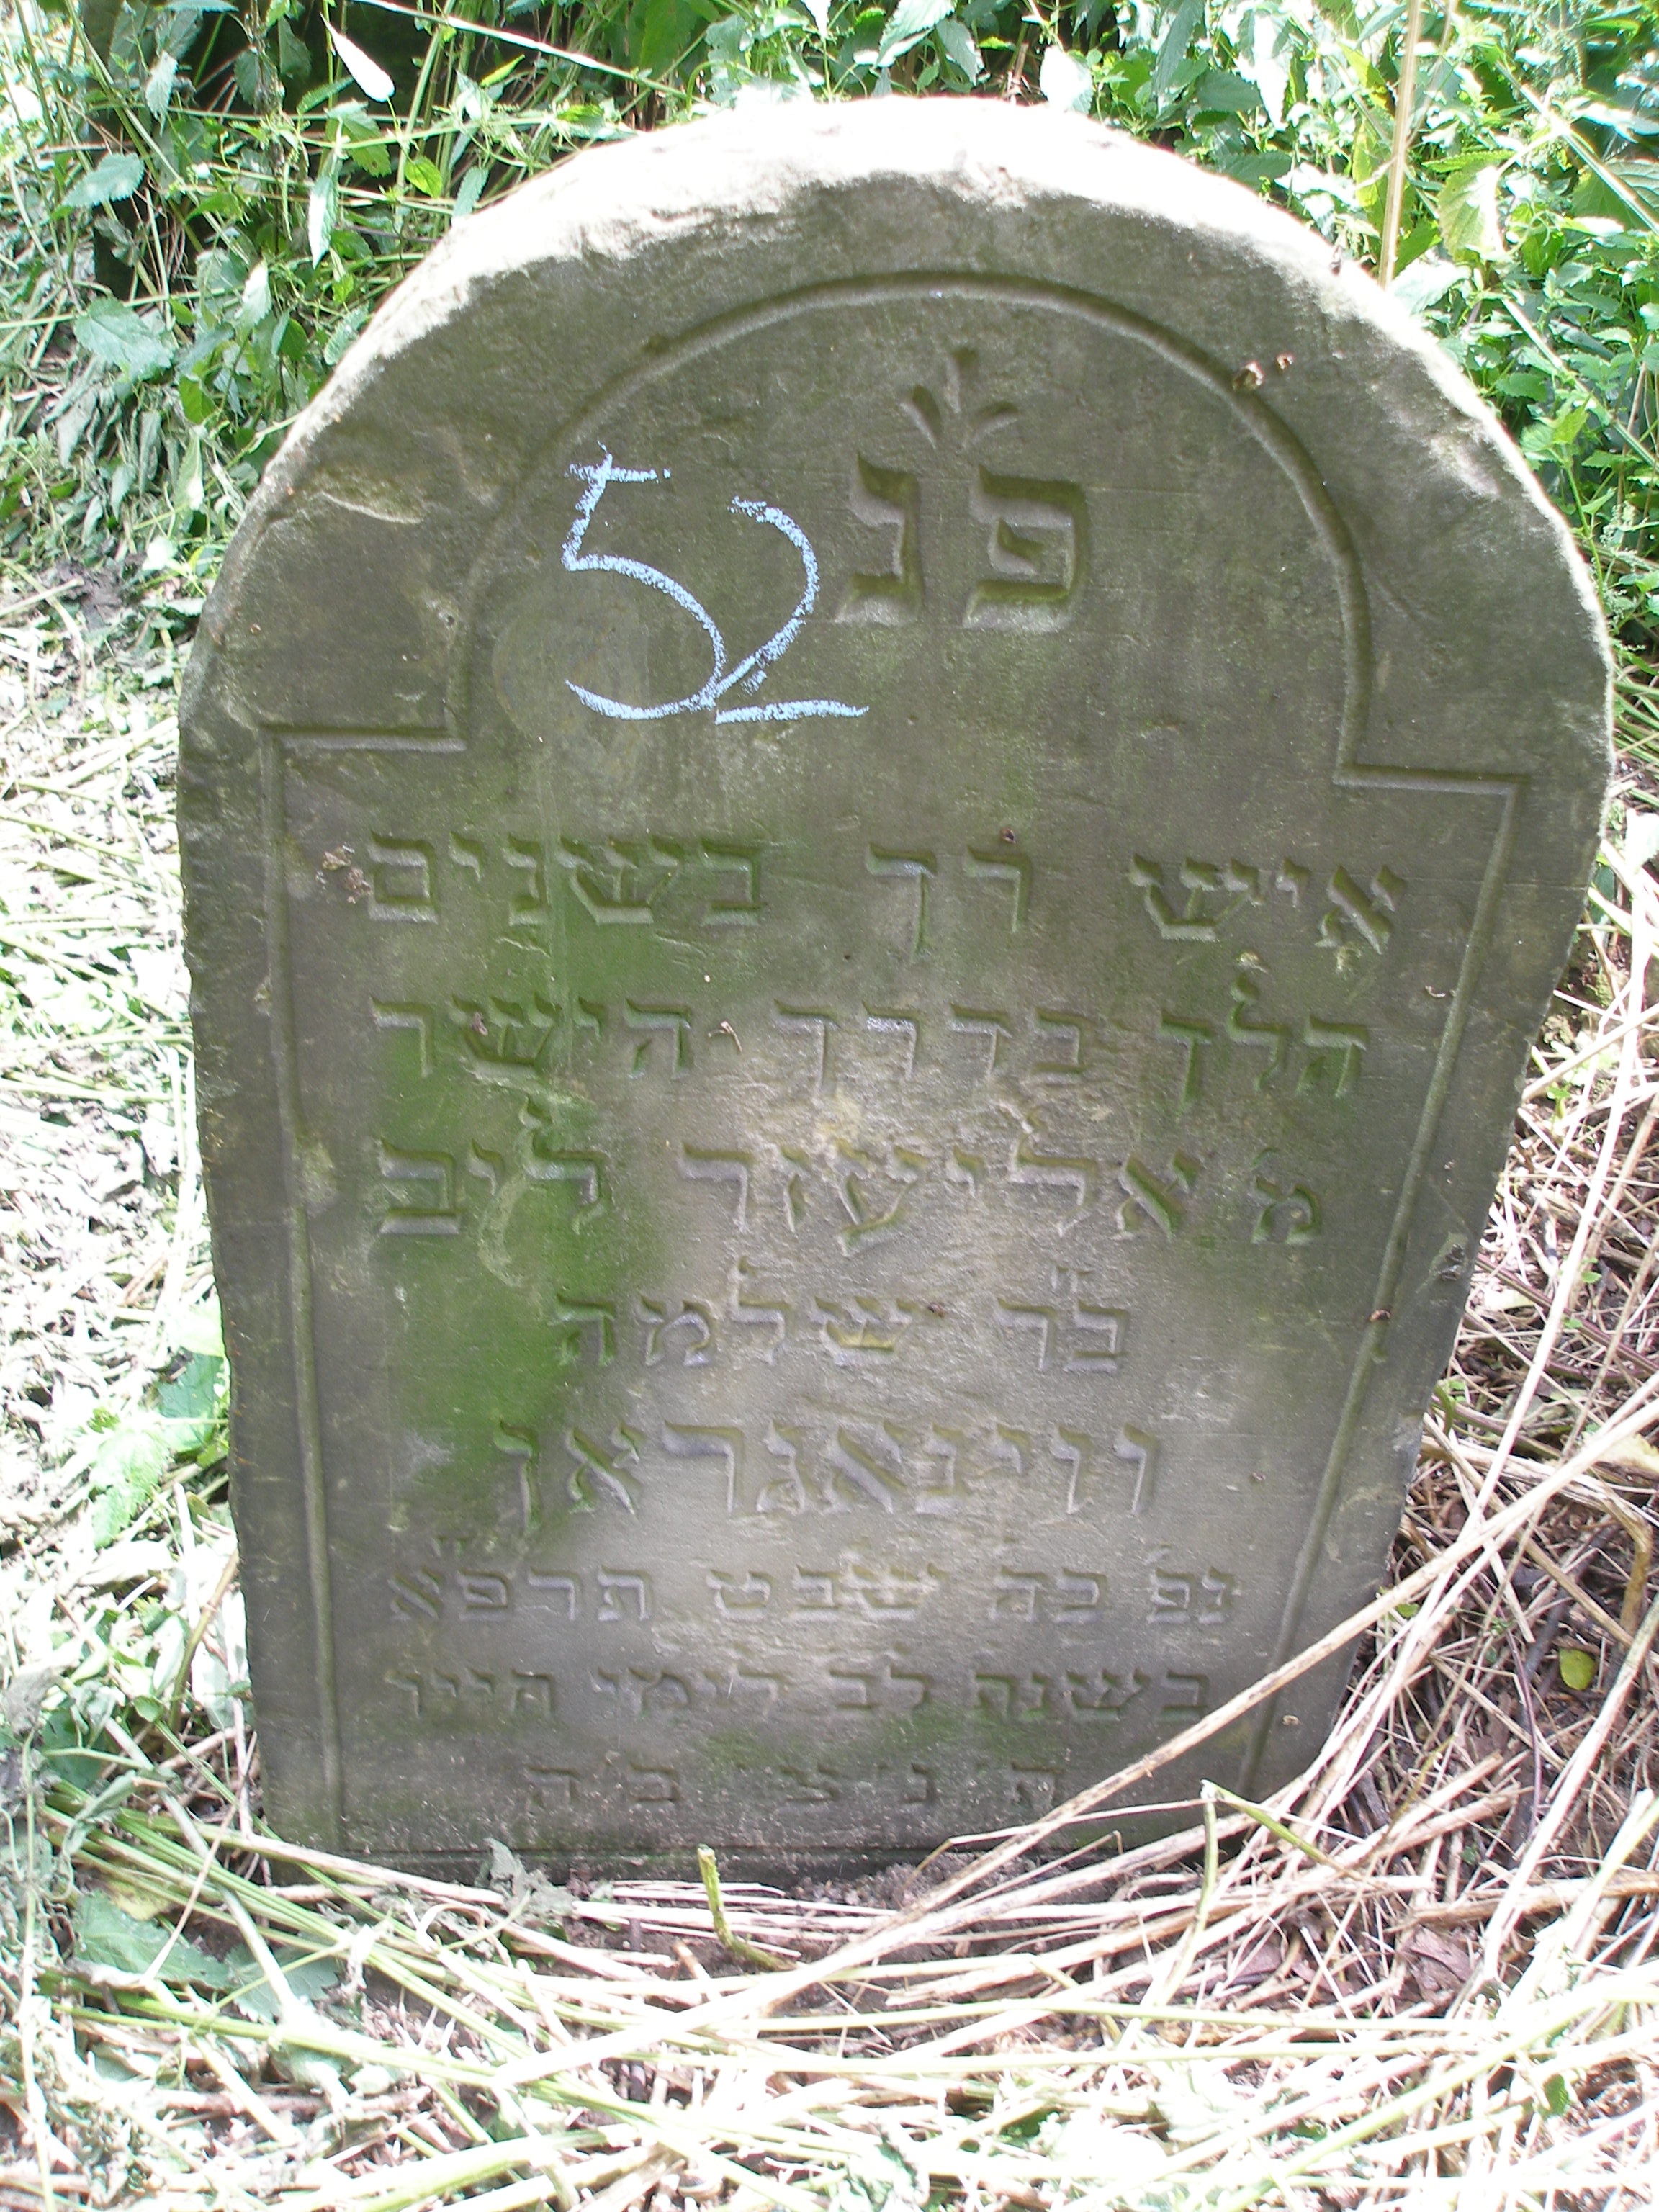 פנ
52
איש רך בשנים
הלך בדרך הישר
מ' אליעזר ליב
ב"ר שלמה
ווינאגראן
נפ' כה שבט תרפ"א
בשנת לב לימי חייו
ת' נ' צ' ב' ה